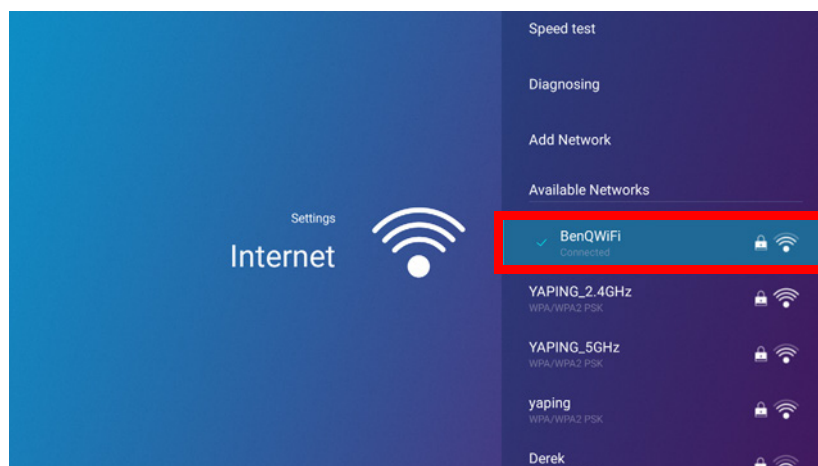 Speed test
Diagnosing
Add Network
Available Networks
Settings
Internet
BenQWiFi
Connected
YAPING_2.4GHz
WPA/WPA2 PSK
YAPING_5GHz
WPA/WPA2 PSK
yaping
WPA/WPA2 PSK
Derek